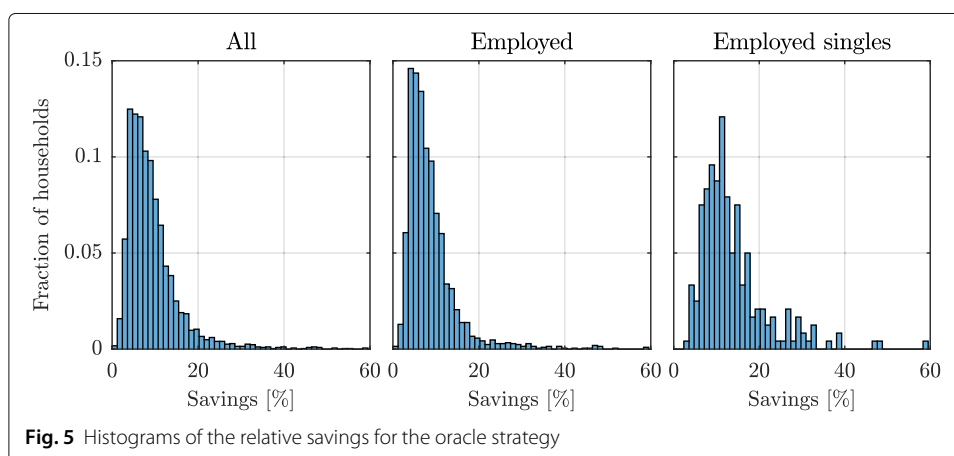 All Employed Employed singles
0.15
0.1
0.05
0
Fraction of households
0 20 40 60 0 20 40 60 0 20 40 60
Savings [%] Savings [%] Savings [%]
Fig. 5 Histograms of the relative savings for the oracle strategy